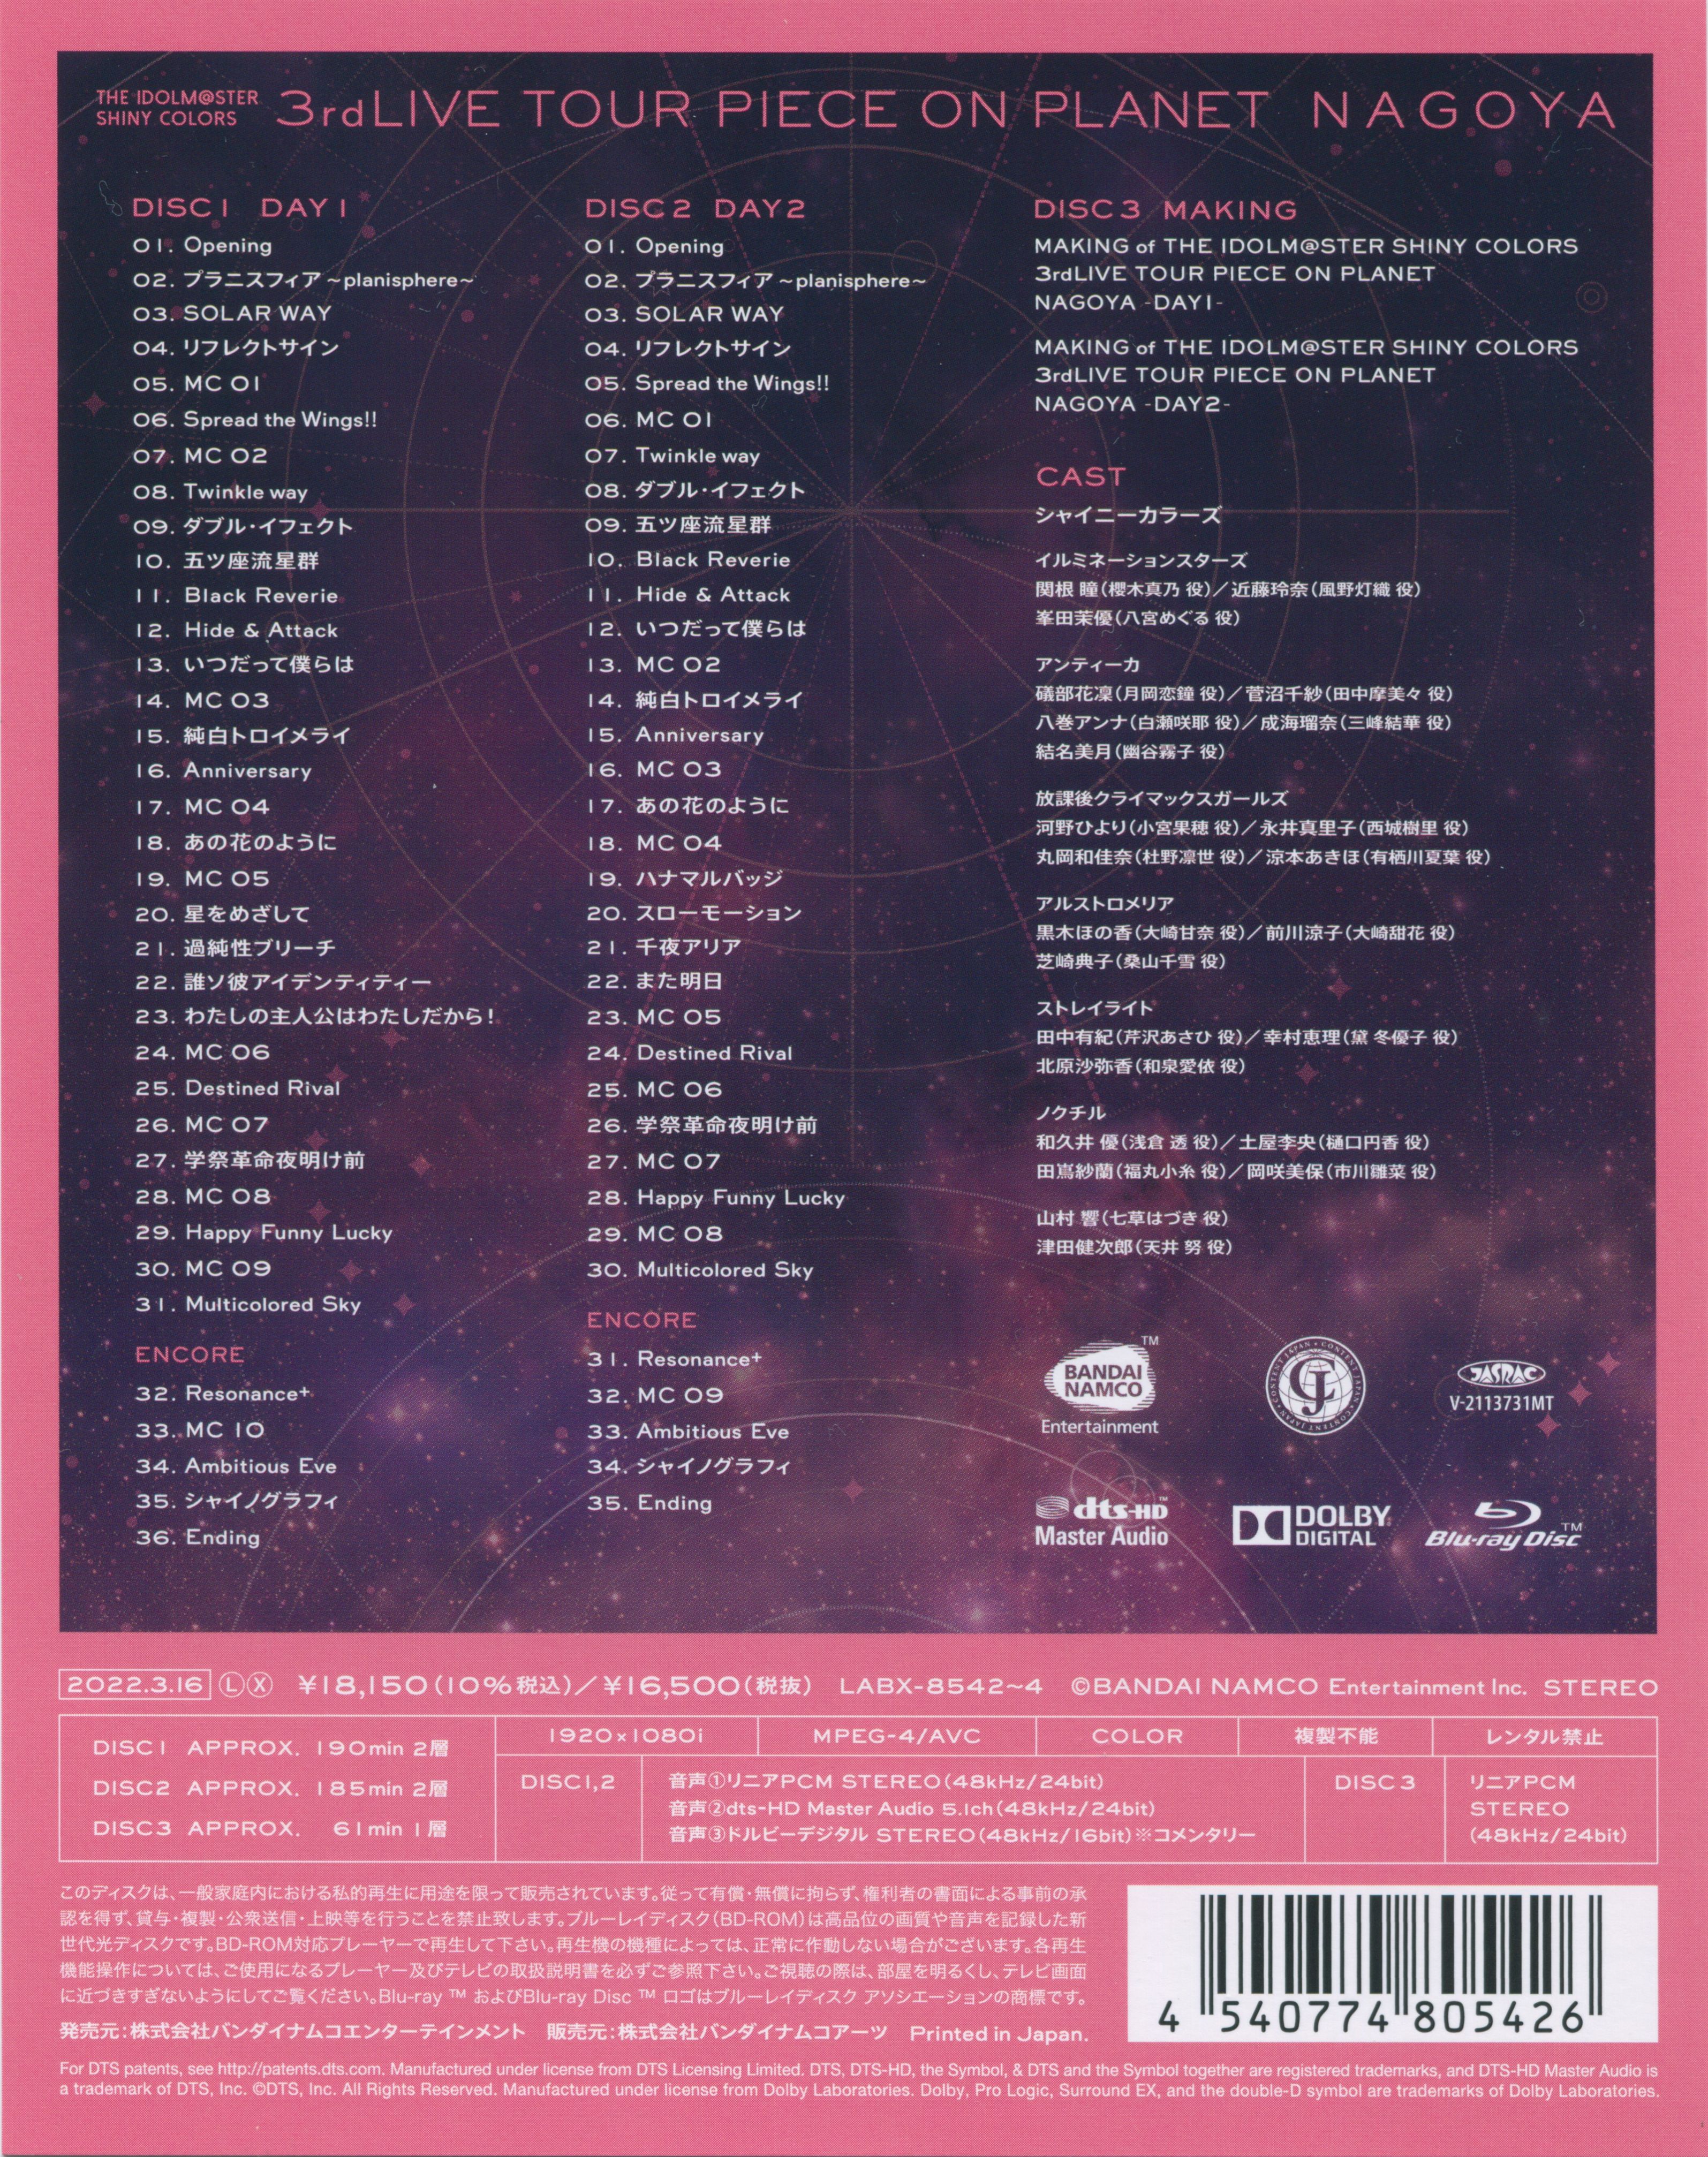 THE IDOLM@STER
SHINY COLORS
3rdLIVE TOUR PIECE ON PLANET NAGOYA
DISC1 DAY1
01. Opening
02. プラニスフィア ~planisphere~
03. SOLAR WAY
04. リフレクトサイン
05. MC 01
06. Spread the Wings!!
07. MC 02
08. Twinkle way
09. ダブル・イフェクト
10. 五ツ座流星群
11. Black Reverie
12. Hide & Attack
13. いつだって僕らは
14. MC 03
15. 純白トロイメライ
16. Anniversary
17. MC 04
18. あの花のように
19. MC 05
20. 星をめざして
21. 過純性ブリーチ
22. 誰ソ彼アイデンティティー
23. わたしの主人公はわたしだから!
24. MC 06
25. Destined Rival
26. MC 07
27. 学祭革命夜明け前
28. MC 08
29. Happy Funny Lucky
30. MC 09
31. Multicolored Sky
ENCORE
32. Resonance+
33. MC 10
34. Ambitious Eve
35. シャイノグラフィ
36. Ending
DISC2 DAY2
01. Opening
02. プラニスフィア ~planisphere~
03. SOLAR WAY
04. リフレクトサイン
05. Spread the Wings!!
06. MC 01
07. Twinkle way
08. ダブル・イフェクト
09. 五ツ座流星群
10. Black Reverie
11. Hide & Attack
12. いつだって僕らは
13. MC 02
14. 純白トロイメライ
15. Anniversary
16. MC 03
17. あの花のように
18. MC 04
19. ハナマルバッジ
20. スローモーション
21. 千夜アリア
22. また明日
23. MC 05
24. Destined Rival
25. MC 06
26. 学祭革命夜明け前
27. MC 07
28. Happy Funny Lucky
29. MC 08
30. Multicolored Sky
ENCORE
31. Resonance+
32. MC 09
33. Ambitious Eve
34. シャイノグラフィ
35. Ending
DISC3 MAKING
MAKING of THE IDOLM@STER SHINY COLORS
3rdLIVE TOUR PIECE ON PLANET
NAGOYA -DAY1-
MAKING of THE IDOLM@STER SHINY COLORS
3rdLIVE TOUR PIECE ON PLANET
NAGOYA -DAY2-
CAST
シャイニーカラーズ
イルミネーションスターズ
関根 瞳(櫻木真乃 役)/近藤玲奈(風野灯織 役)
峯田茉優(八宮めぐる 役)
アンティーカ
礒部花凜(月岡恋鐘 役)/菅沼千紗(田中摩美々 役)
八巻アンナ(白瀬咲耶 役)/成海瑠奈(三峰結華 役)
結名美月(幽谷霧子 役)
放課後クライマックスガールズ
河野ひより(小宮果穂 役)/永井真里子(西城樹里 役)
丸岡和佳奈(杜野凛世 役)/涼本あきほ(有栖川夏葉 役)
アルストロメリア
黒木ほの香(大崎甘奈 役)/前川涼子(大崎甜花 役)
芝崎典子(桑山千雪 役)
ストレイライト
田中有紀(芹沢あさひ 役)/幸村恵理(黛 冬優子 役)
北原沙弥香(和泉愛依 役)
ノクチル
和久井 優(浅倉 透 役)/土屋李央(樋口円香 役)
田嶌紗蘭(福丸小糸 役)/岡咲美保(市川雛菜 役)
山村 響(七草はづき 役)
津田健次郎(天井 努 役)
BANDAI
NAMCO
TM
Entertainment
CONTENT JAPAN • CONTENT JAPAN
CJ
JASRAC
V-2113731MT
dts-HD
Master Audio
DOLBY
DIGITAL
Blu-ray Disc TM
2022.3.16 ⓁⓍ ¥18,150(10%税込)/¥16,500(税抜) LABX-8542~4 ©BANDAI NAMCO Entertainment Inc. STEREO
DISC1 APPROX. 190min 2層
DISC2 APPROX. 185min 2層
DISC3 APPROX. 61min 1層
1920×1080i
MPEG-4/AVC
COLOR
複製不能
レンタル禁止
DISC1,2
音声①リニアPCM STEREO(48kHz/24bit)
音声②dts-HD Master Audio 5.1ch(48kHz/24bit)
音声③ドルビーデジタル STEREO(48kHz/16bit)※コメンタリー
DISC3
リニアPCM
STEREO
(48kHz/24bit)
このディスクは、一般家庭内における私的再生に用途を限って販売されています。従って有償・無償に拘らず、権利者の書面による事前の承
認を得ず、貸与・複製・公衆送信・上映等を行うことを禁止致します。ブルーレイディスク(BD-ROM)は高品位の画質や音声を記録した新
世代光ディスクです。BD-ROM対応プレーヤーで再生して下さい。再生機の機種によっては、正常に作動しない場合がございます。各再生
機能操作については、ご使用になるプレーヤー及びテレビの取扱説明書を必ずご参照下さい。ご視聴の際は、部屋を明るくし、テレビ画面
に近づきすぎないようにしてご覧ください。Blu-ray ™ およびBlu-ray Disc ™ ロゴはブルーレイディスク アソシエーションの商標です。
発売元:株式会社バンダイナムコエンターテインメント 販売元:株式会社バンダイナムコアーツ Printed in Japan.
4 540774 805426
For DTS patents, see http://patents.dts.com. Manufactured under license from DTS Licensing Limited. DTS, DTS-HD, the Symbol, & DTS and the Symbol together are registered trademarks, and DTS-HD Master Audio is
a trademark of DTS, Inc. ©DTS, Inc. All Rights Reserved. Manufactured under license from Dolby Laboratories. Dolby, Pro Logic, Surround EX, and the double-D symbol are trademarks of Dolby Laboratories.